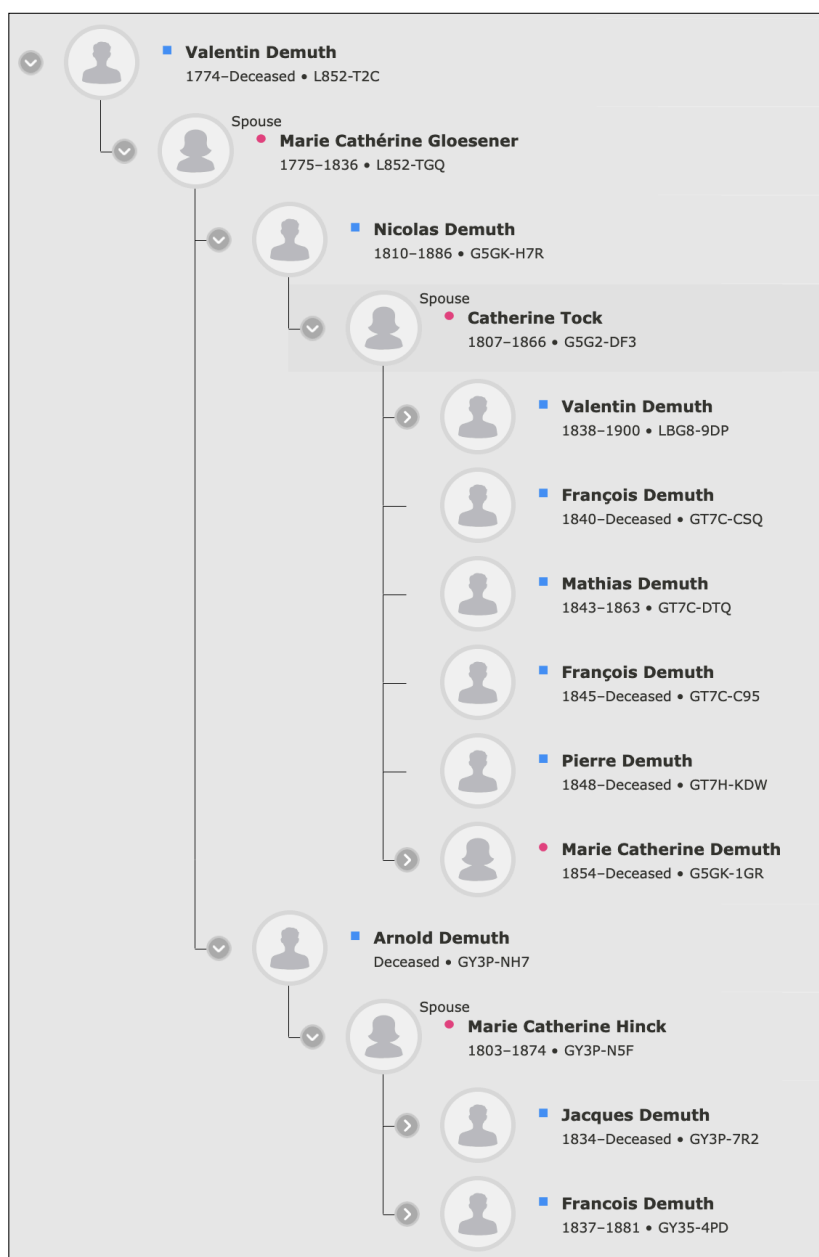 Valentin Demuth
1774–Deceased • L852-T2C
Spouse
Marie Cathérine Gloesener
1775–1836 • L852-TGQ
Nicolas Demuth
1810–1886 • G5GK-H7R
Spouse
Catherine Tock
1807–1866 • G5G2-DF3
Valentin Demuth
1838–1900 • LBG8-9DP
François Demuth
1840–Deceased • GT7C-CSQ
Mathias Demuth
1843–1863 • GT7C-DTQ
François Demuth
1845–Deceased • GT7C-C95
Pierre Demuth
1848–Deceased • GT7H-KDW
Marie Catherine Demuth
1854–Deceased • G5GK-1GR
Arnold Demuth
Deceased • GY3P-NH7
Spouse
Marie Catherine Hinck
1803–1874 • GY3P-N5F
Jacques Demuth
1834–Deceased • GY3P-7R2
Francois Demuth
1837–1881 • GY35-4PD